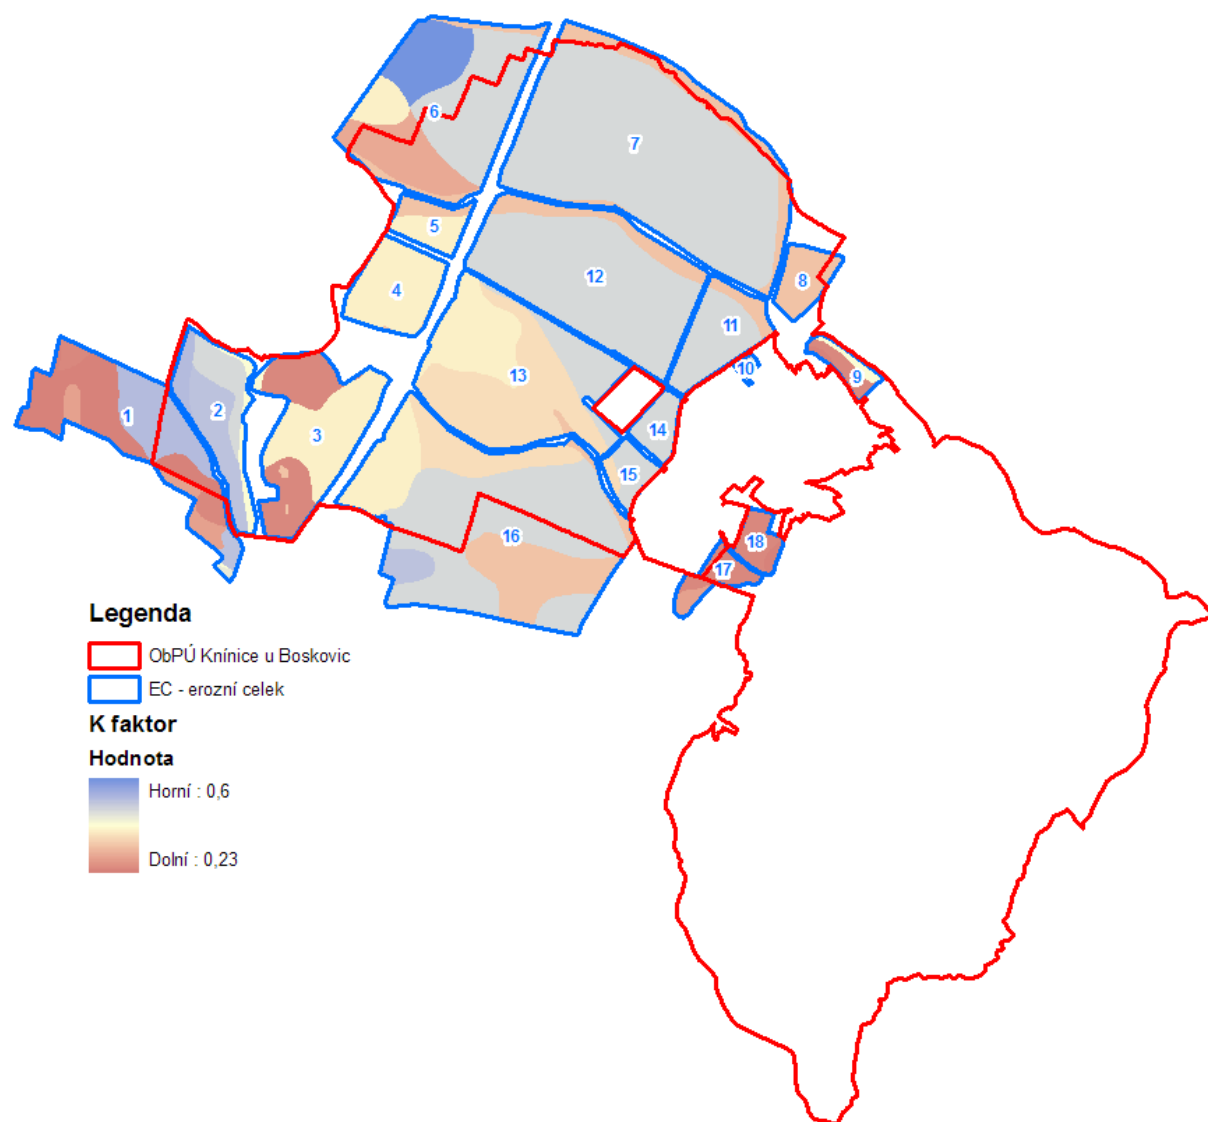 6
7
5
8
12
4
11
10
13
9
2
1
3
14
15
16
18
17
Legenda
ObPÚ Knínice u Boskovic
EC - erozní celek
K faktor
Hodnota
Horní : 0,6
Dolní : 0,23